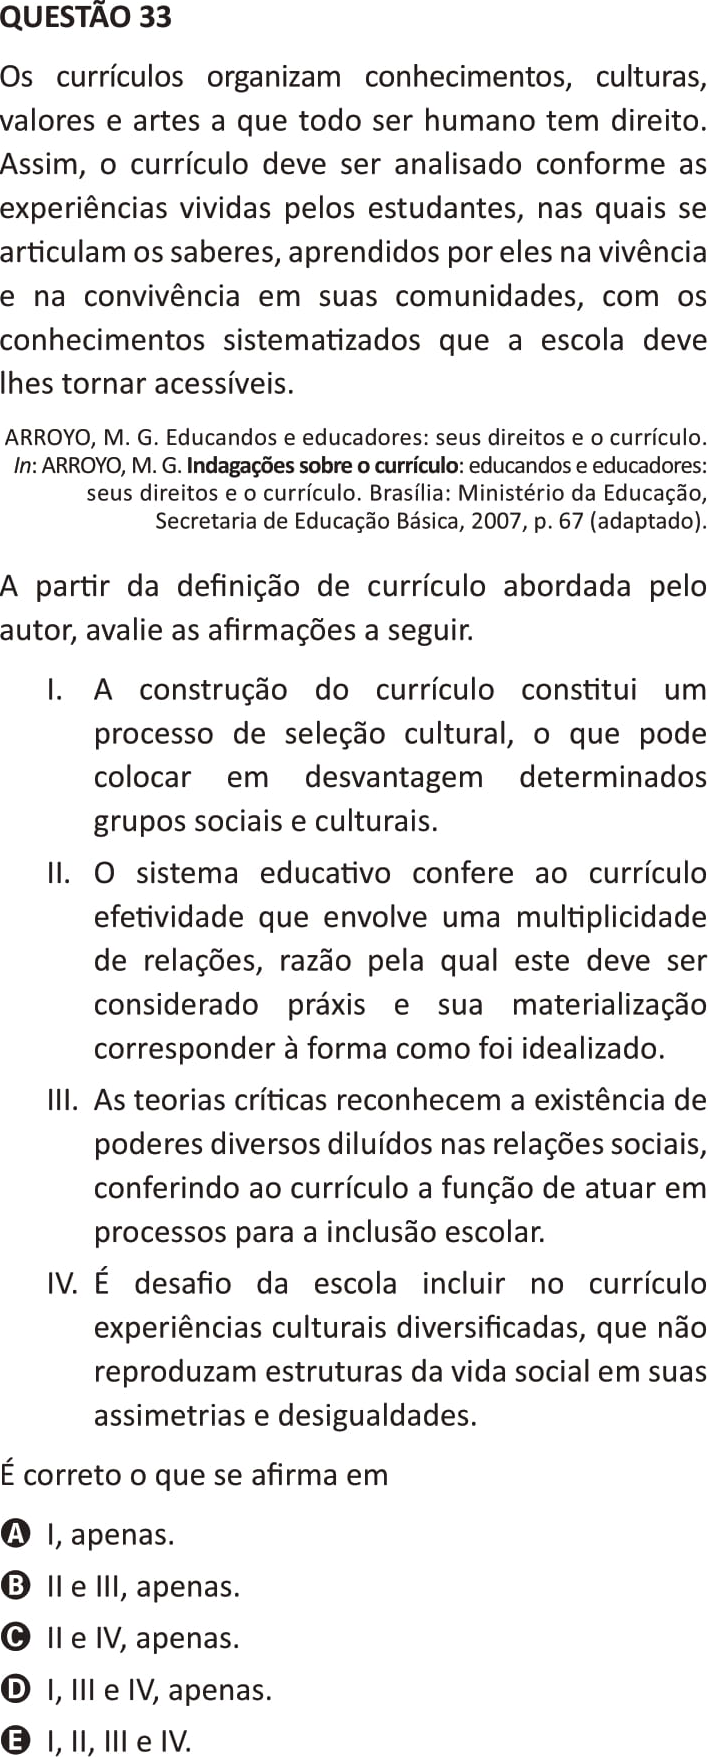 QUESTÃO 33
Os currículos organizam conhecimentos, culturas,
valores e artes a que todo ser humano tem direito.
Assim, o currículo deve ser analisado conforme as
experiências vividas pelos estudantes, nas quais se
articulam os saberes, aprendidos por eles na vivência
e na convivência em suas comunidades, com os
conhecimentos sistematizados que a escola deve
lhes tornar acessíveis.
ARROYO, M. G. Educandos e educadores: seus direitos e o currículo.
In: ARROYO, M. G. Indagações sobre o currículo: educandos e educadores:
seus direitos e o currículo. Brasília: Ministério da Educação,
Secretaria de Educação Básica, 2007, p. 67 (adaptado).
A partir da definição de currículo abordada pelo
autor, avalie as afirmações a seguir.
I. A construção do currículo constitui um
processo de seleção cultural, o que pode
colocar em desvantagem determinados
grupos sociais e culturais.
II. O sistema educativo confere ao currículo
efetividade que envolve uma multiplicidade
de relações, razão pela qual este deve ser
considerado práxis e sua materialização
corresponder à forma como foi idealizado.
III. As teorias críticas reconhecem a existência de
poderes diversos diluídos nas relações sociais,
conferindo ao currículo a função de atuar em
processos para a inclusão escolar.
IV. É desafio da escola incluir no currículo
experiências culturais diversificadas, que não
reproduzam estruturas da vida social em suas
assimetrias e desigualdades.
É correto o que se afirma em
A I, apenas.
B II e III, apenas.
C II e IV, apenas.
D I, III e IV, apenas.
E I, II, III e IV.